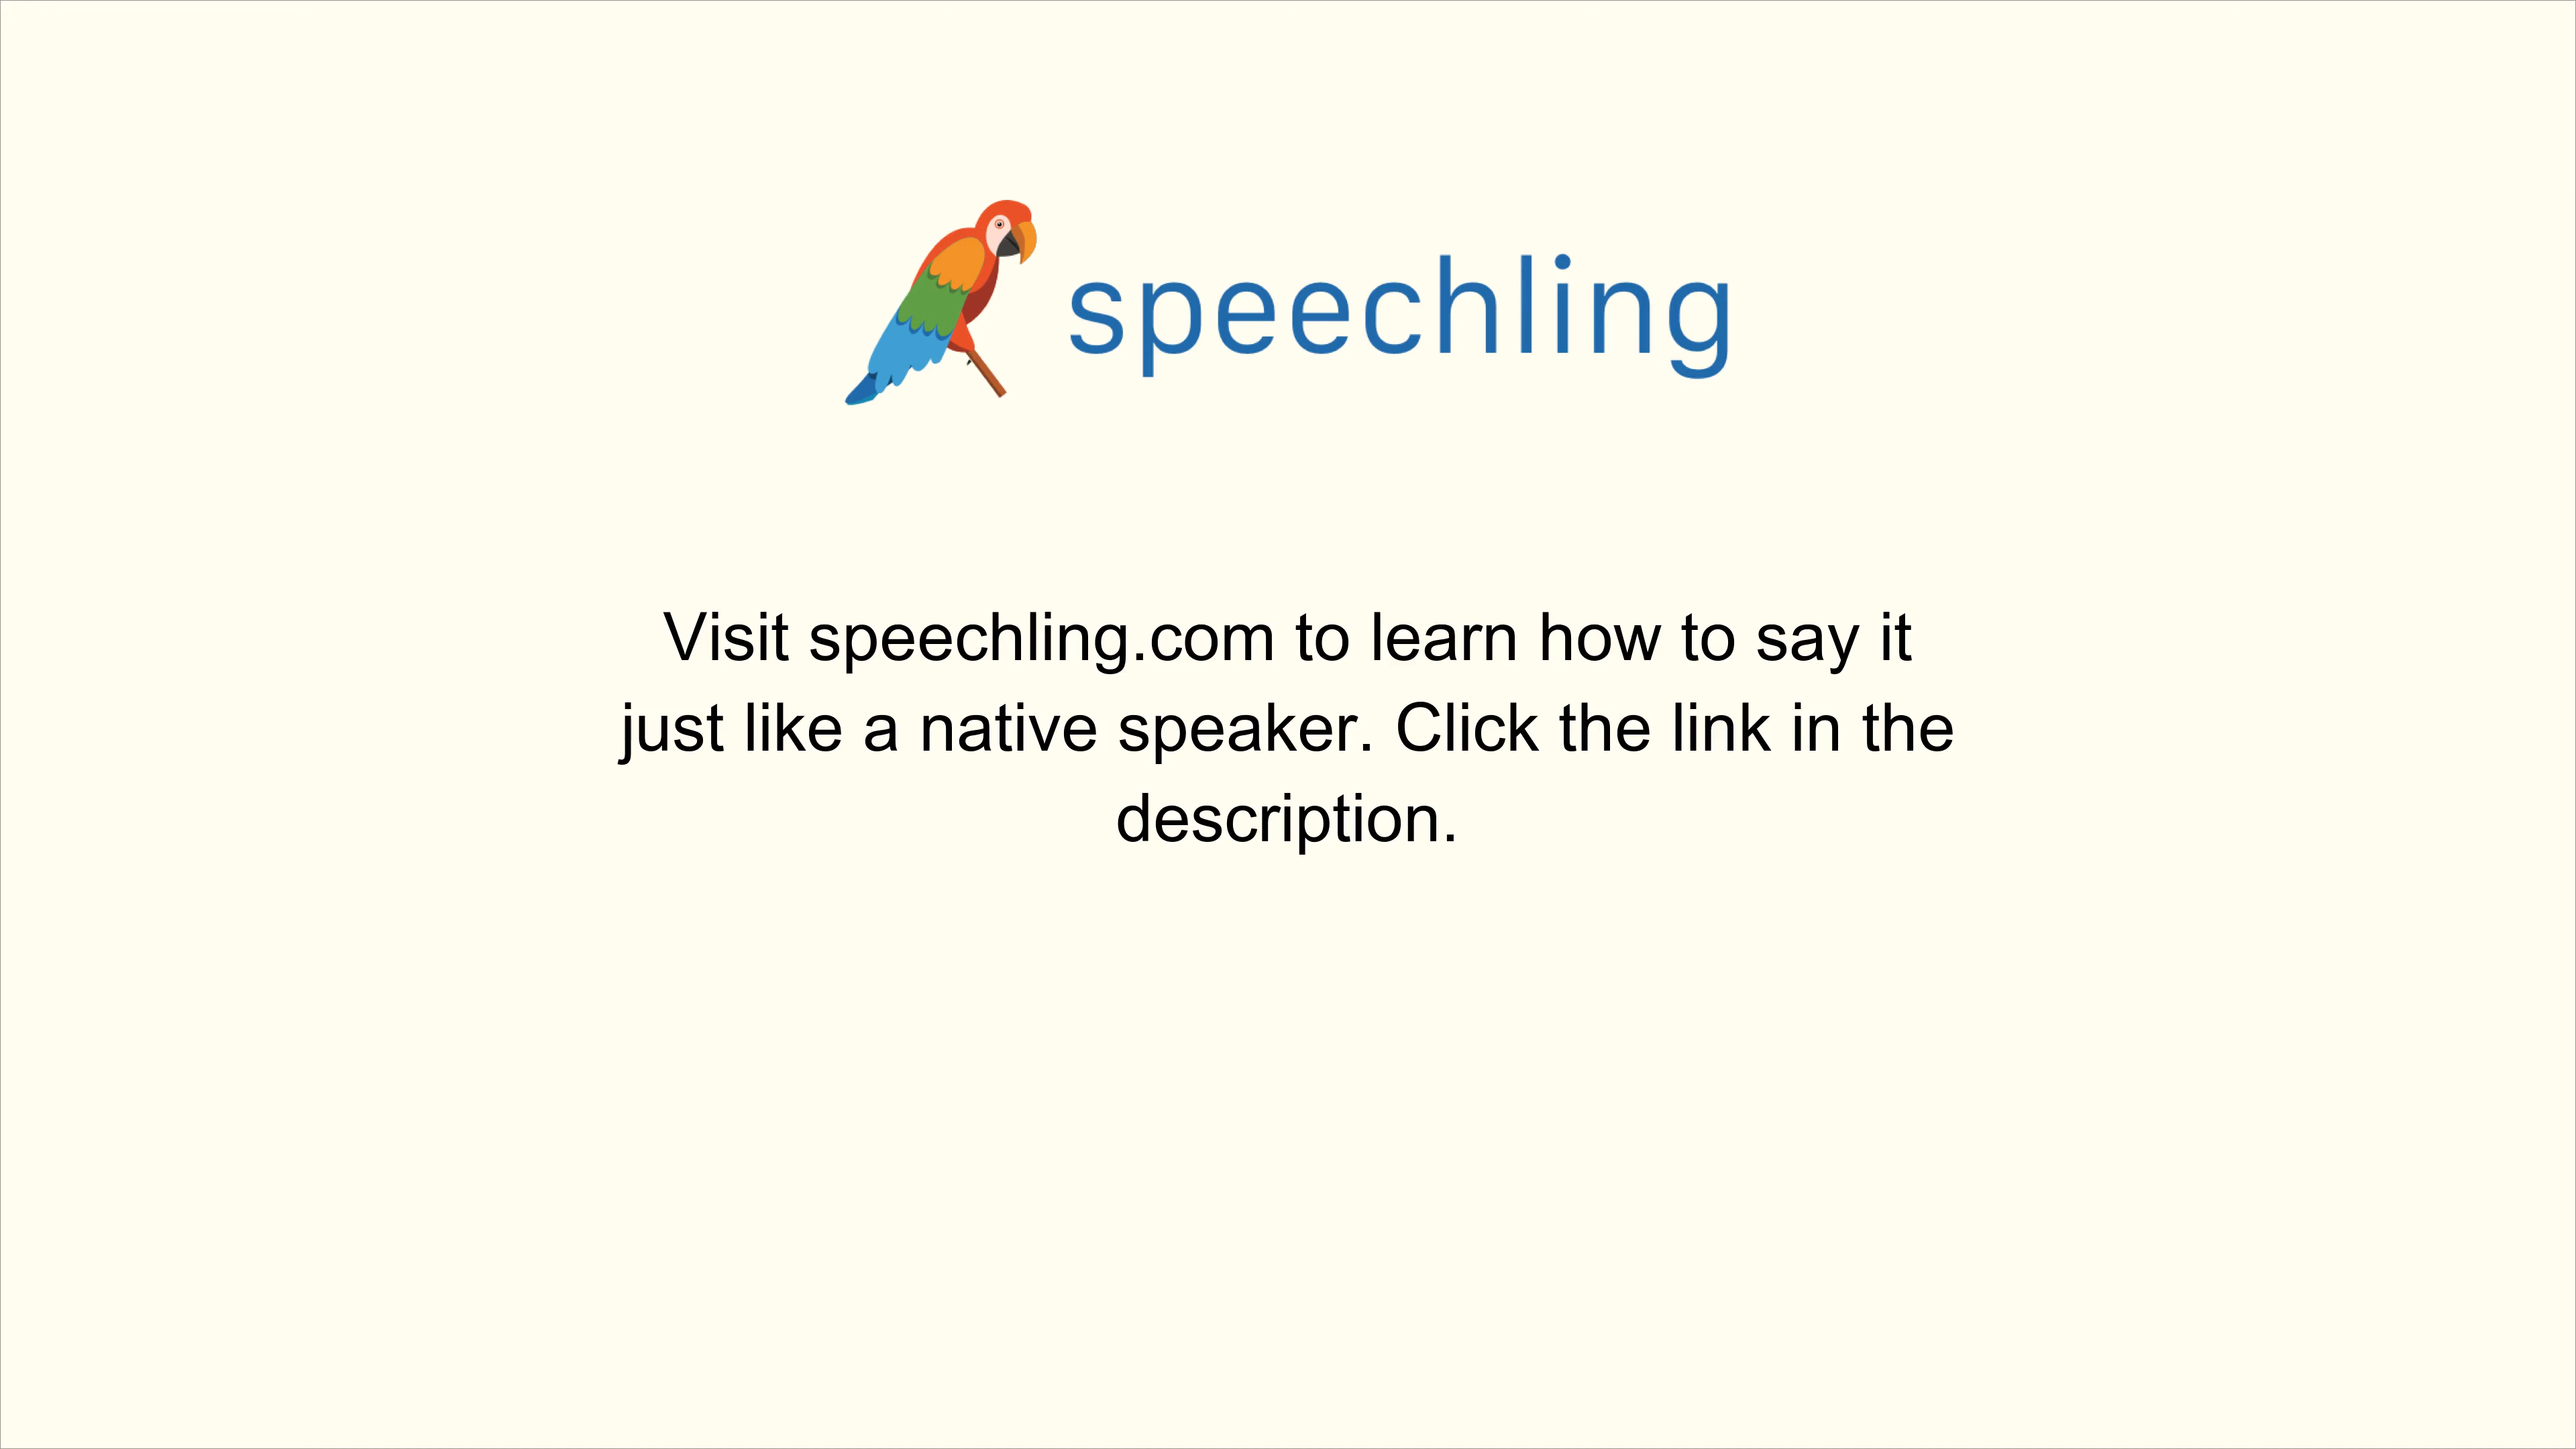 speechling
Visit speechling.com to learn how to say it
just like a native speaker. Click the link in the
description.